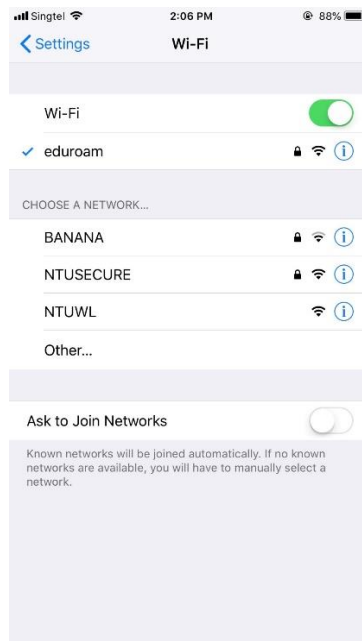 Singtel 2:06 PM 88%
Settings Wi-Fi
Wi-Fi
eduroam
CHOOSE A NETWORK...
BANANA
NTUSECURE
NTUWL
Other...
Ask to Join Networks
Known networks will be joined automatically. If no known
networks are available, you will have to manually select a
network.